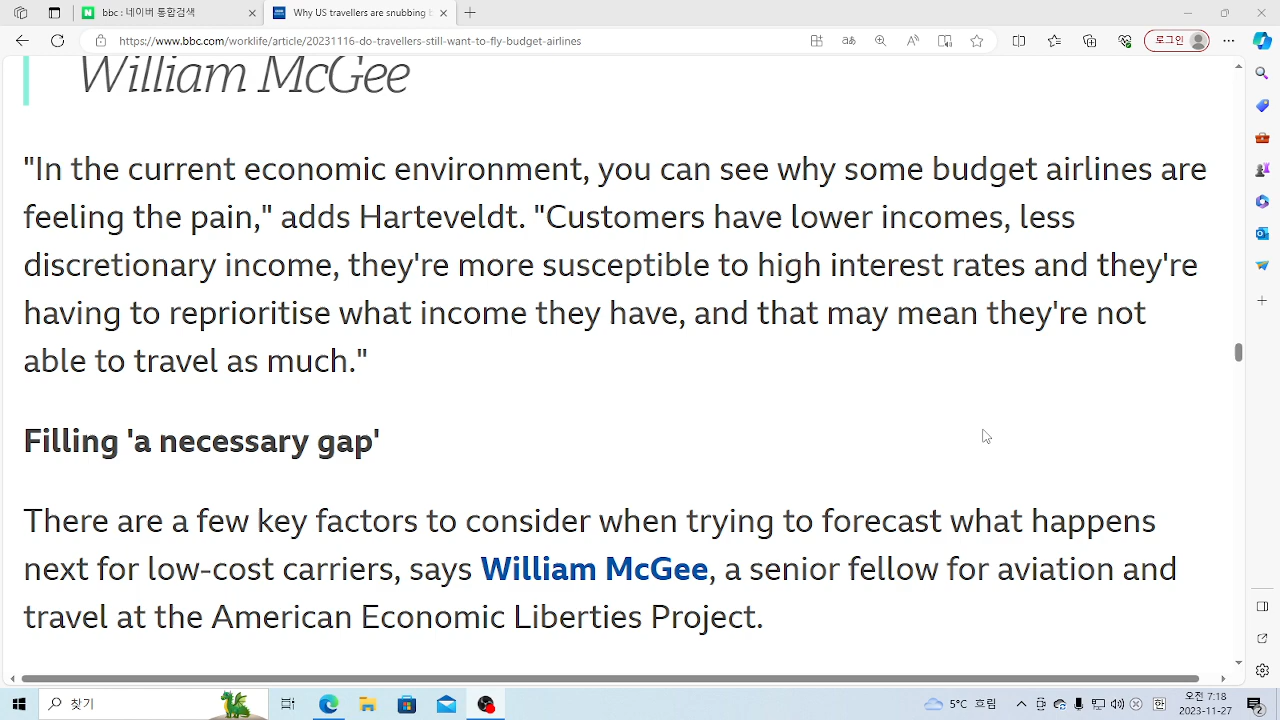 bbc : 네이버 통합검색
Why US travellers are snubbing
https://www.bbc.com/worklife/article/20231116-do-travellers-still-want-to-fly-budget-airlines
로그인
William McGee
"In the current economic environment, you can see why some budget airlines are
feeling the pain," adds Harteveldt. "Customers have lower incomes, less
discretionary income, they're more susceptible to high interest rates and they're
having to reprioritise what income they have, and that may mean they're not
able to travel as much."
Filling 'a necessary gap'
There are a few key factors to consider when trying to forecast what happens
next for low-cost carriers, says William McGee, a senior fellow for aviation and
travel at the American Economic Liberties Project.
찾기
5°C 흐림
오전 7:18
2023-11-27
2